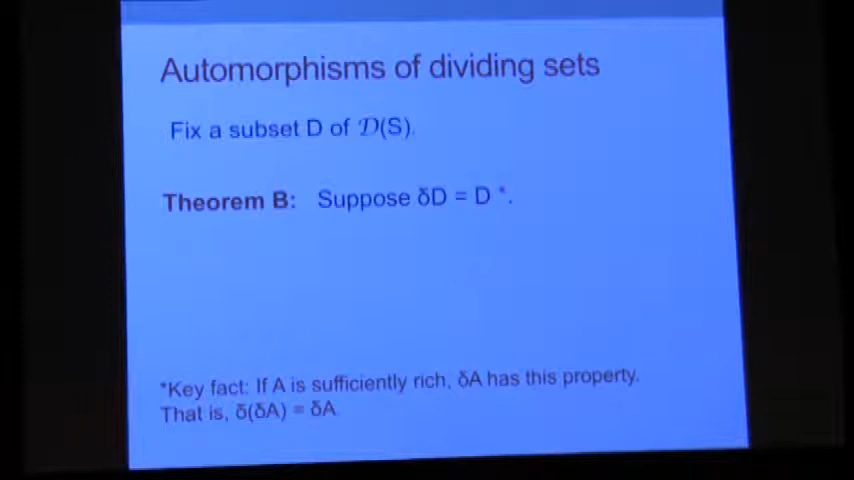 Automorphisms of dividing sets
Fix a subset D of 𝒟(S).
Theorem B: Suppose δD = D *.
*Key fact: If A is sufficiently rich, δA has this property.
That is, δ(δA) = δA